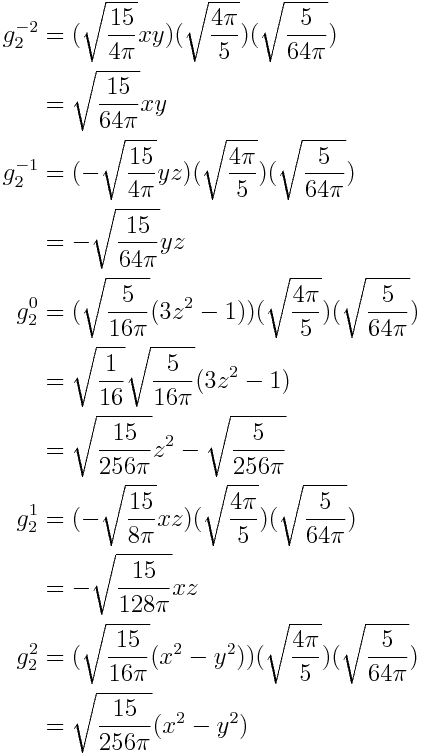 g_2^{-2} = (\sqrt{\frac{15}{4\pi}}xy)(\sqrt{\frac{4\pi}{5}})(\sqrt{\frac{5}{64\pi}})
= \sqrt{\frac{15}{64\pi}}xy
g_2^{-1} = (-\sqrt{\frac{15}{4\pi}}yz)(\sqrt{\frac{4\pi}{5}})(\sqrt{\frac{5}{64\pi}})
= -\sqrt{\frac{15}{64\pi}}yz
g_2^0 = (\sqrt{\frac{5}{16\pi}}(3z^2 - 1))(\sqrt{\frac{4\pi}{5}})(\sqrt{\frac{5}{64\pi}})
= \sqrt{\frac{1}{16}}\sqrt{\frac{5}{16\pi}}(3z^2 - 1)
= \sqrt{\frac{15}{256\pi}}z^2 - \sqrt{\frac{5}{256\pi}}
g_2^1 = (-\sqrt{\frac{15}{8\pi}}xz)(\sqrt{\frac{4\pi}{5}})(\sqrt{\frac{5}{64\pi}})
= -\sqrt{\frac{15}{128\pi}}xz
g_2^2 = (\sqrt{\frac{15}{16\pi}}(x^2 - y^2))(\sqrt{\frac{4\pi}{5}})(\sqrt{\frac{5}{64\pi}})
= \sqrt{\frac{15}{256\pi}}(x^2 - y^2)